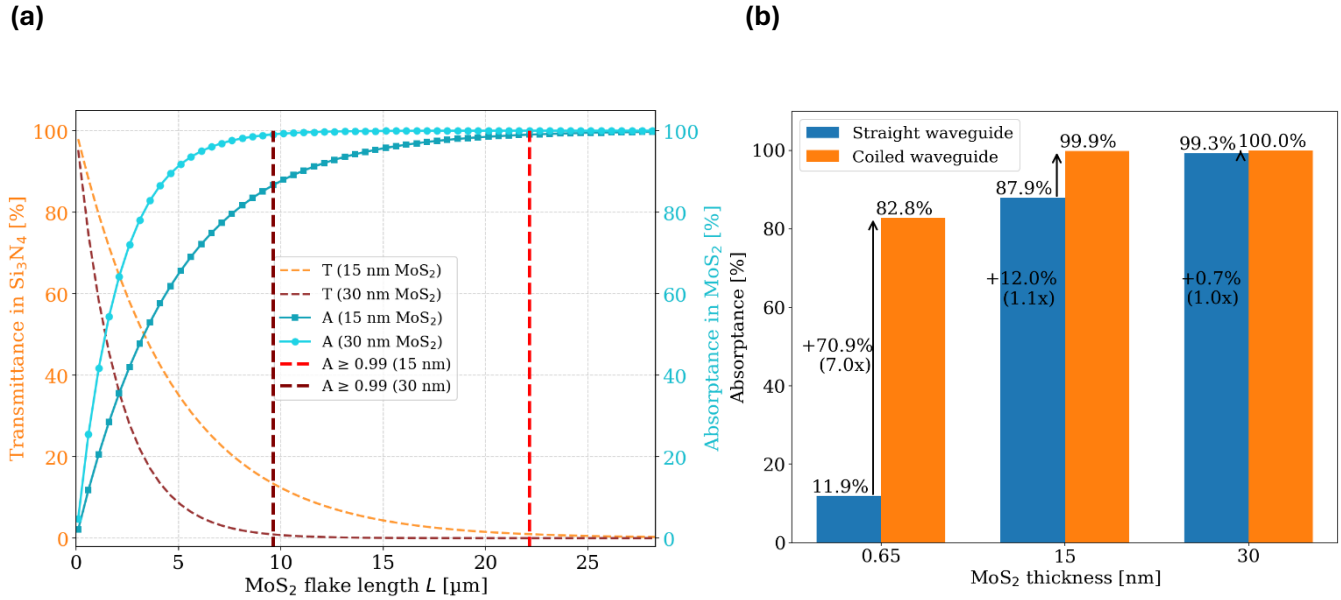 (a)
(b)
Transmittance in Si₃N₄ [%]
100
80
60
40
20
0
T (15 nm MoS₂)
T (30 nm MoS₂)
A (15 nm MoS₂)
A (30 nm MoS₂)
A ≥ 0.99 (15 nm)
A ≥ 0.99 (30 nm)
100
80
60
40
20
0
Absorptance in MoS₂ [%]
0 5 10 15 20 25
MoS₂ flake length L [µm]
Absorptance [%]
100
80
60
40
20
0
Straight waveguide
Coiled waveguide
11.9%
82.8%
+70.9%
(7.0x)
87.9%
99.9%
+12.0%
(1.1x)
99.3%
100.0%
+0.7%
(1.0x)
0.65 15 30
MoS₂ thickness [nm]